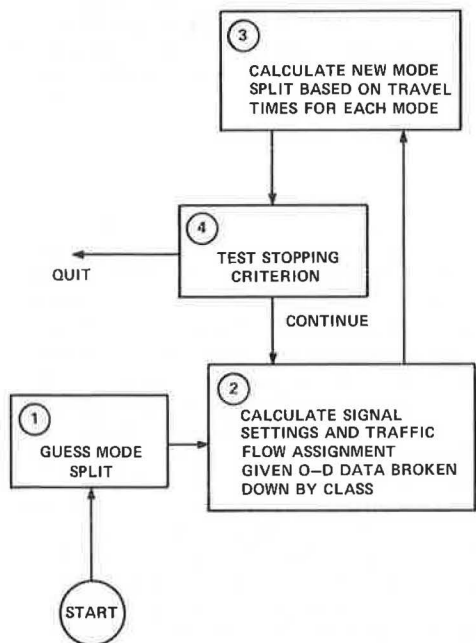 3
CALCULATE NEW MODE
SPLIT BASED ON TRAVEL
TIMES FOR EACH MODE
4
TEST STOPPING
CRITERION
QUIT
CONTINUE
2
CALCULATE SIGNAL
SETTINGS AND TRAFFIC
FLOW ASSIGNMENT
GIVEN O–D DATA BROKEN
DOWN BY CLASS
1
GUESS MODE
SPLIT
START